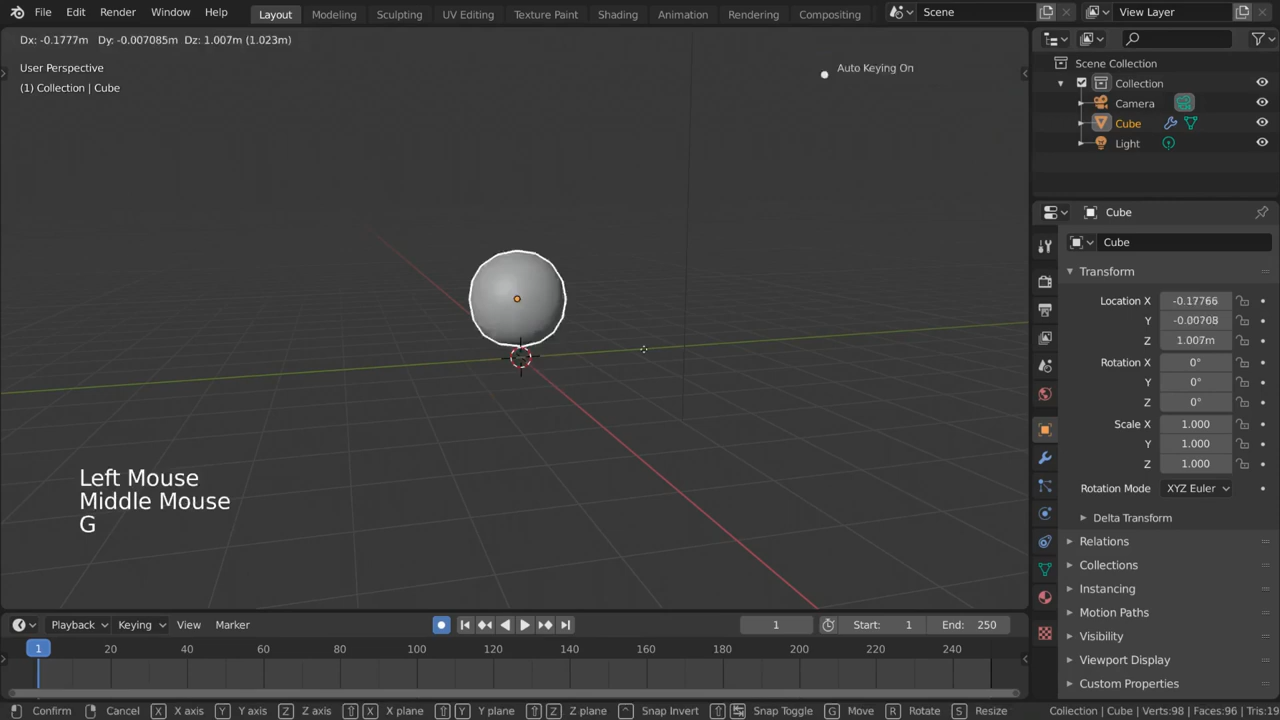 File Edit Render Window Help Layout Modeling Sculpting UV Editing Texture Paint Shading Animation Rendering Compositing Scene View Layer
Dx: -0.1777m Dy: -0.007085m Dz: 1.007m (1.023m)
User Perspective
(1) Collection | Cube
Auto Keying On
Scene Collection
Collection
Camera
Cube
Light
Cube
Cube
Transform
Location X -0.17766
Y -0.00708
Z 1.007m
Rotation X 0°
Y 0°
Z 0°
Scale X 1.000
Y 1.000
Z 1.000
Rotation Mode XYZ Euler
Delta Transform
Relations
Collections
Instancing
Motion Paths
Visibility
Viewport Display
Custom Properties
Left Mouse
Middle Mouse
G
Playback Keying View Marker 1 Start: 1 End: 250
1 20 40 60 80 100 120 140 160 180 200 220 240
Confirm Cancel X X axis Y Y axis Z Z axis X X plane Y Y plane Z Z plane Snap Invert Snap Toggle G Move R Rotate S Resize Collection | Cube | Verts:98 | Faces:96 | Tris:19